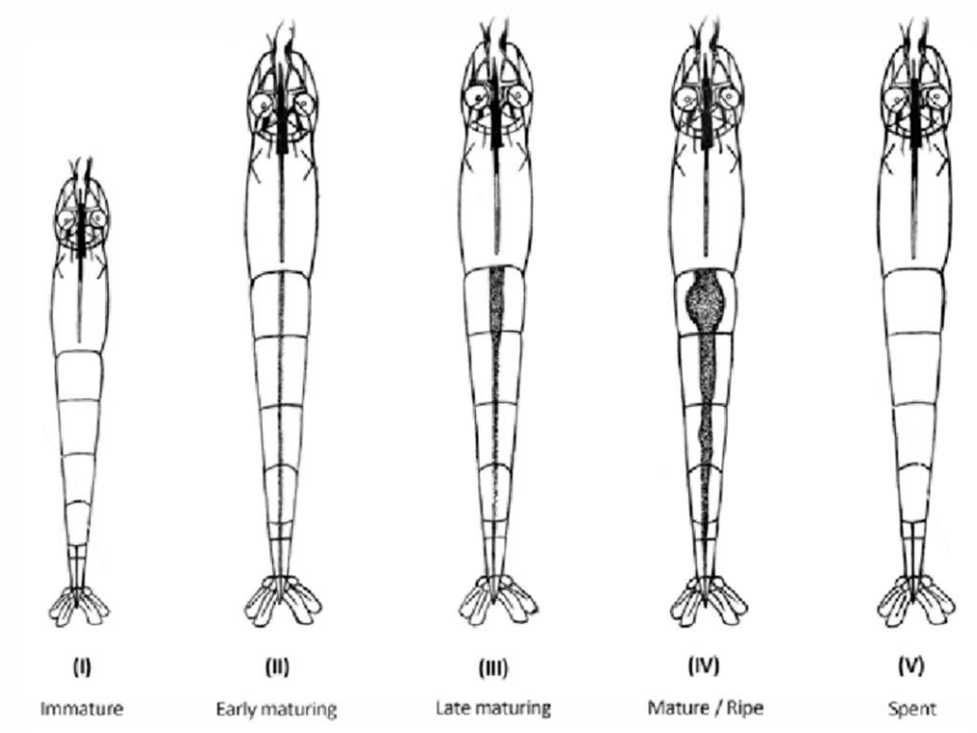 (I) (II) (III) (IV) (V)
Immature Early maturing Late maturing Mature / Ripe Spent